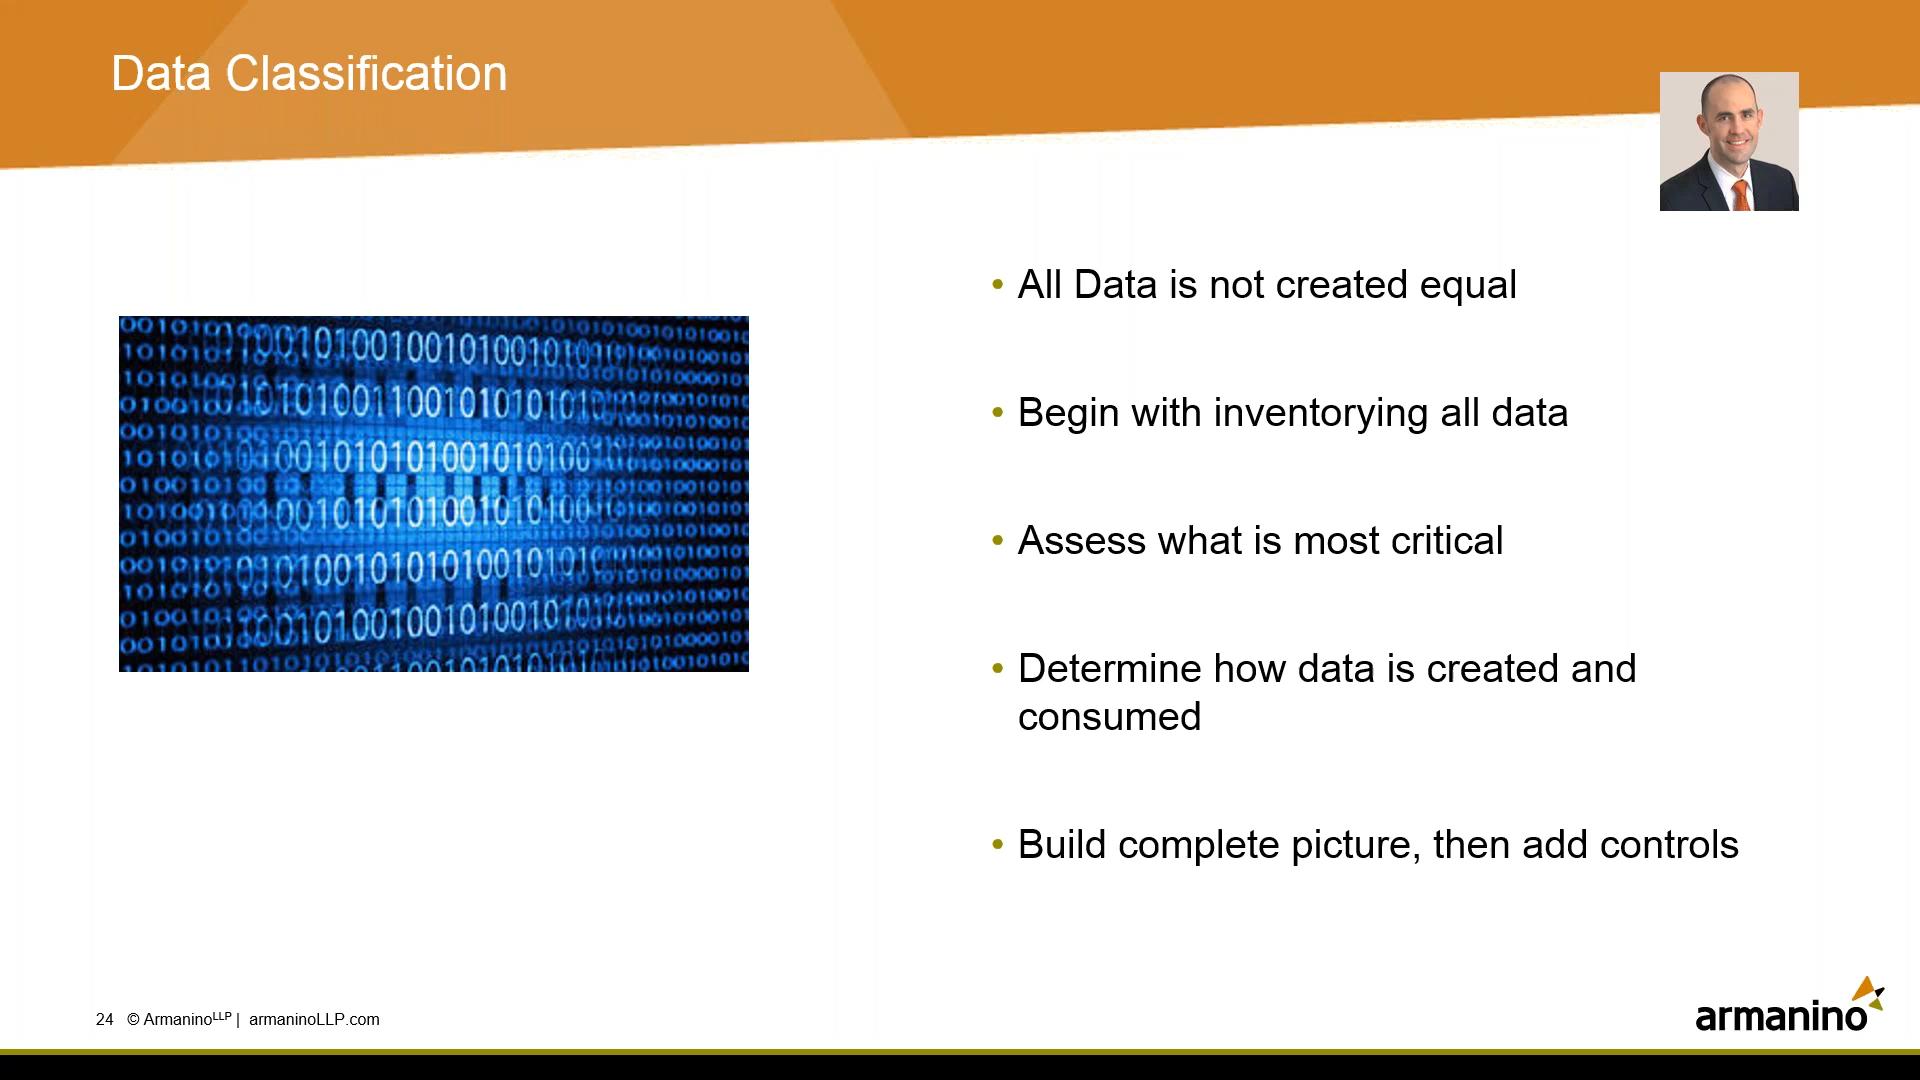 Data Classification
• All Data is not created equal
• Begin with inventorying all data
• Assess what is most critical
• Determine how data is created and
consumed
• Build complete picture, then add controls
24 © ArmaninoLLP | armaninoLLP.com
armanino